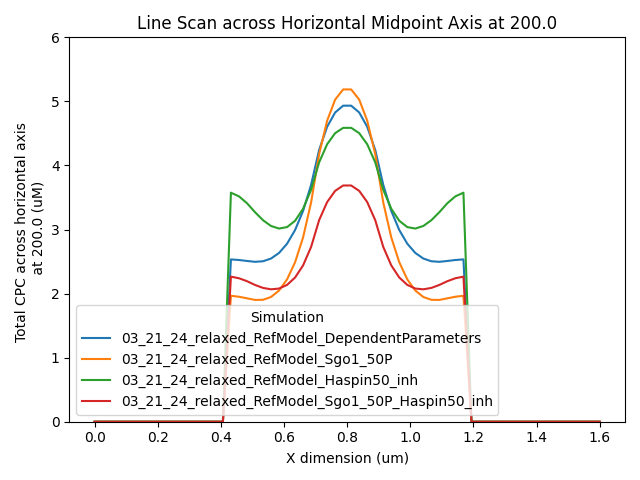 Line Scan across Horizontal Midpoint Axis at 200.0
Total CPC across horizontal axis
at 200.0 (uM)
6
5
4
3
2
1
0
Simulation
03_21_24_relaxed_RefModel_DependentParameters
03_21_24_relaxed_RefModel_Sgo1_50P
03_21_24_relaxed_RefModel_Haspin50_inh
03_21_24_relaxed_RefModel_Sgo1_50P_Haspin50_inh
0.0 0.2 0.4 0.6 0.8 1.0 1.2 1.4 1.6
X dimension (um)